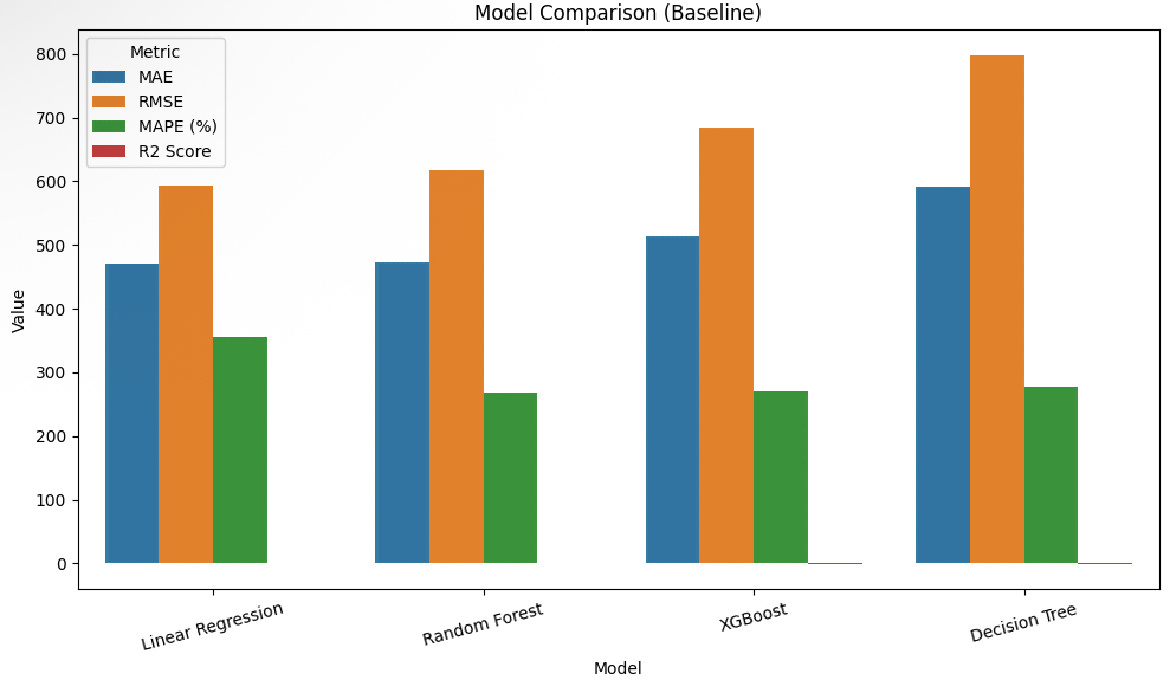 Model Comparison (Baseline)
Metric
MAE
RMSE
MAPE (%)
R2 Score
Value
800
700
600
500
400
300
200
100
0
Linear Regression
Random Forest
XGBoost
Decision Tree
Model